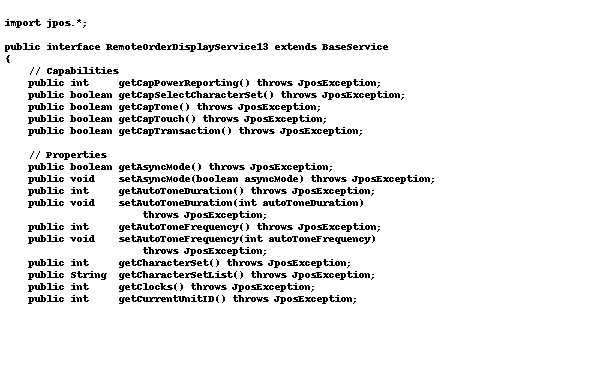 import jpos.*;

public interface RemoteOrderDisplayService13 extends BaseService
{
    // Capabilities
    public int     getCapPowerReporting() throws JposException;
    public boolean getCapSelectCharacterSet() throws JposException;
    public boolean getCapTone() throws JposException;
    public boolean getCapTouch() throws JposException;
    public boolean getCapTransaction() throws JposException;

    // Properties
    public boolean getAsyncMode() throws JposException;
    public void    setAsyncMode(boolean asyncMode) throws JposException;
    public int     getAutoToneDuration() throws JposException;
    public void    setAutoToneDuration(int autoToneDuration)
                       throws JposException;
    public int     getAutoToneFrequency() throws JposException;
    public void    setAutoToneFrequency(int autoToneFrequency)
                       throws JposException;
    public int     getCharacterSet() throws JposException;
    public String  getCharacterSetList() throws JposException;
    public int     getClocks() throws JposException;
    public int     getCurrentUnitID() throws JposException;